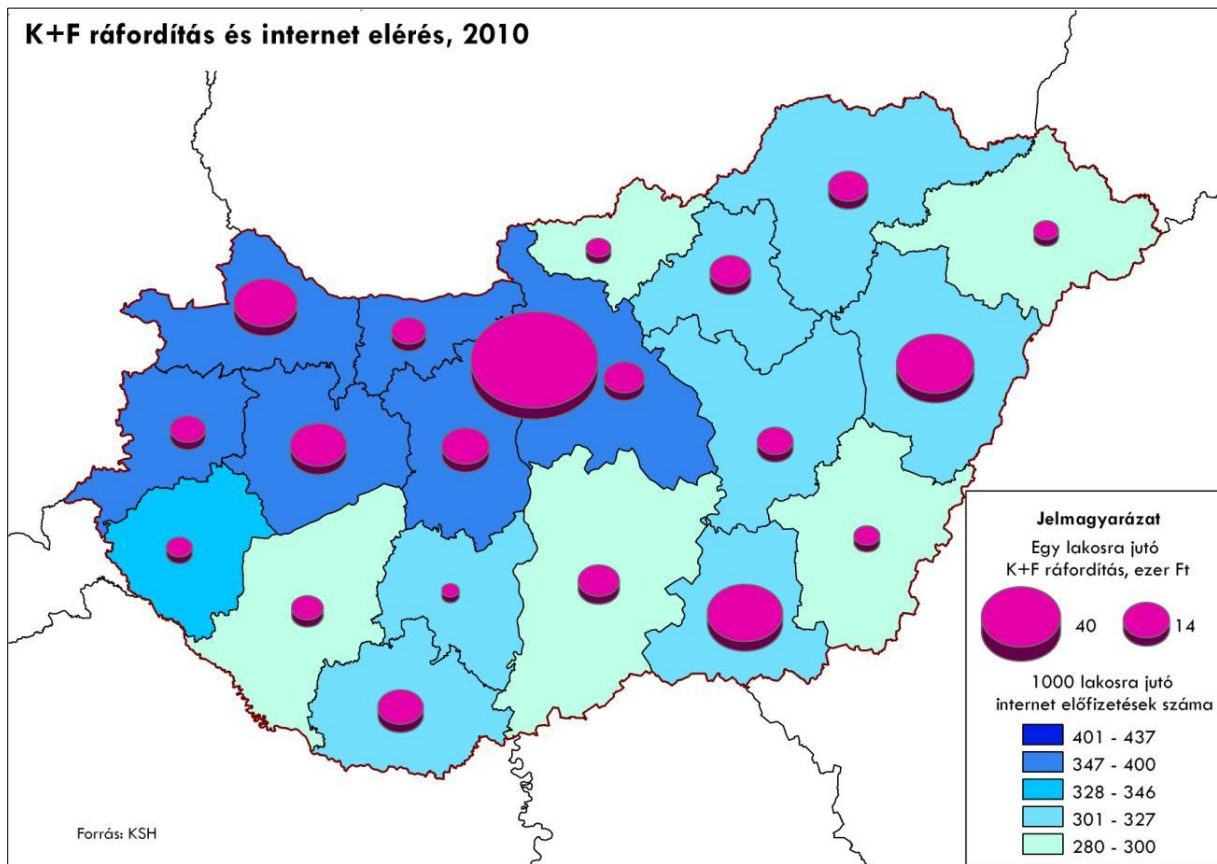 K+F ráfordítás és internet elérés, 2010
Jelmagyarázat
Egy lakosra jutó
K+F ráfordítás, ezer Ft
40 14
1000 lakosra jutó
internet előfizetések száma
401 - 437
347 - 400
328 - 346
301 - 327
280 - 300
Forrás: KSH